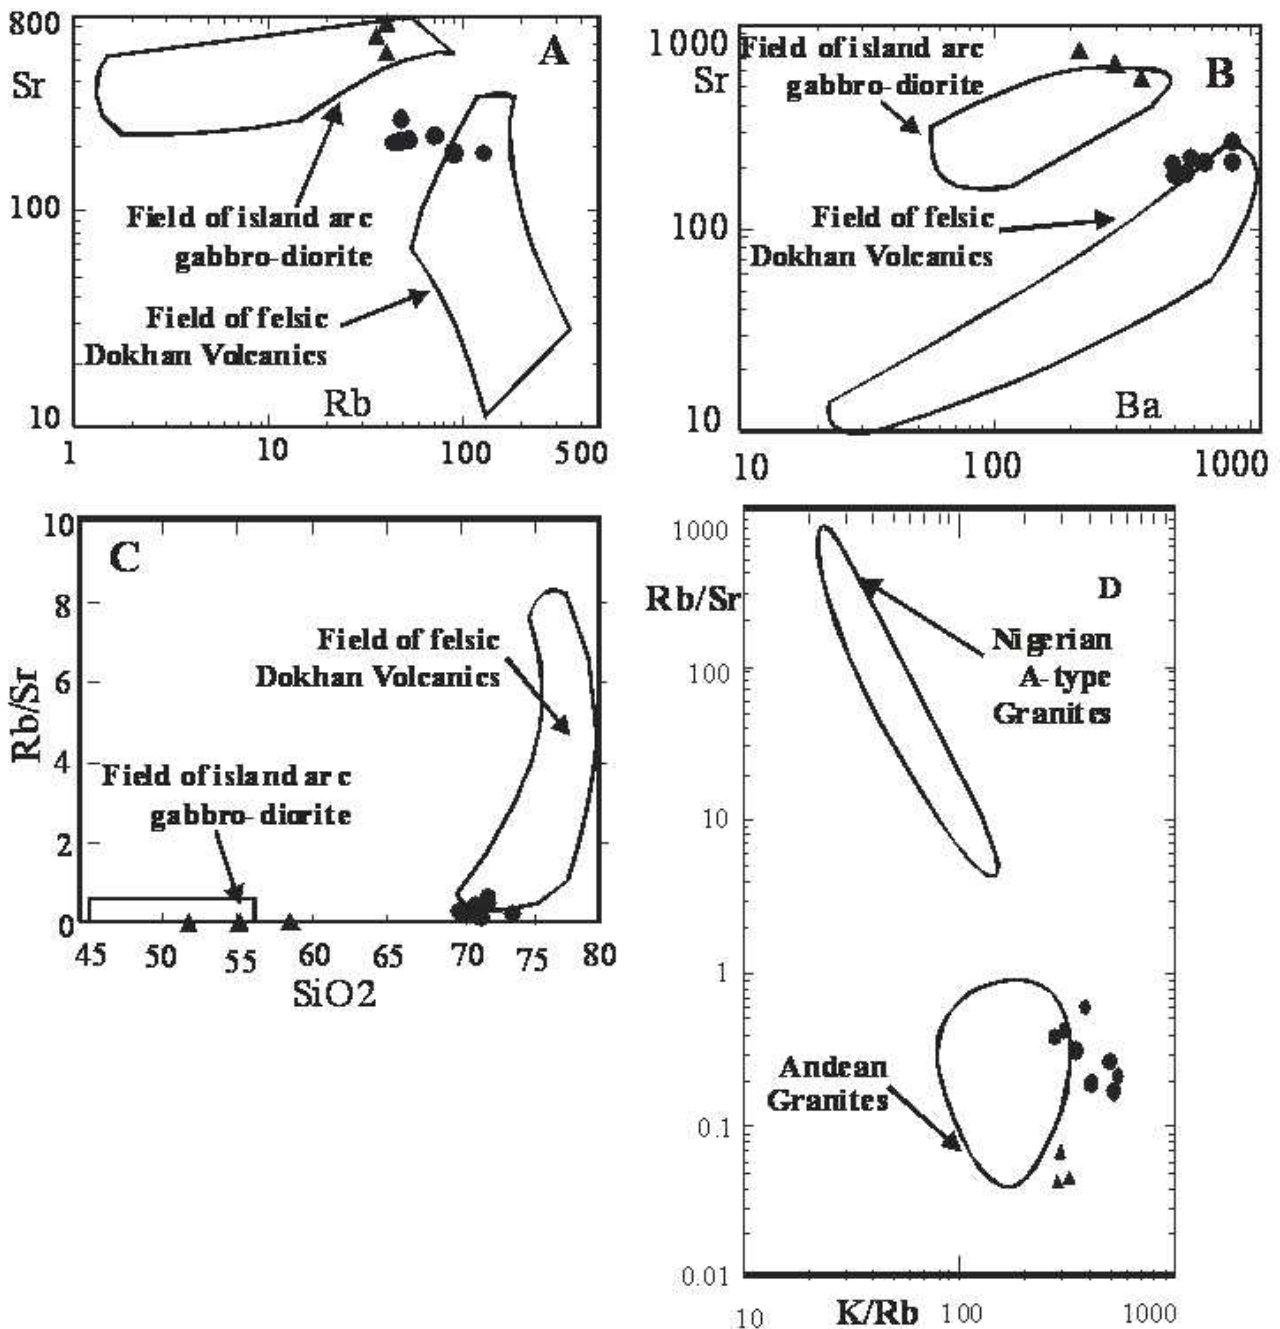 800
Sr
100
10
A
Field of island arc
gabbro-diorite
Field of felsic
Dokhan Volcanics
Rb
1
10
100
500
1000
Sr
100
10
Field of island arc
gabbro-diorite
B
Field of felsic
Dokhan Volcanics
Ba
10
100
1000
10
8
6
4
2
0
Rb/Sr
C
Field of felsic
Dokhan Volcanics
Field of island arc
gabbro-diorite
45
50
55
60
65
70
75
80
SiO2
1000
Rb/Sr
100
10
1
0.1
0.01
D
Nigerian
A-type
Granites
Andean
Granites
10
K/Rb
100
1000